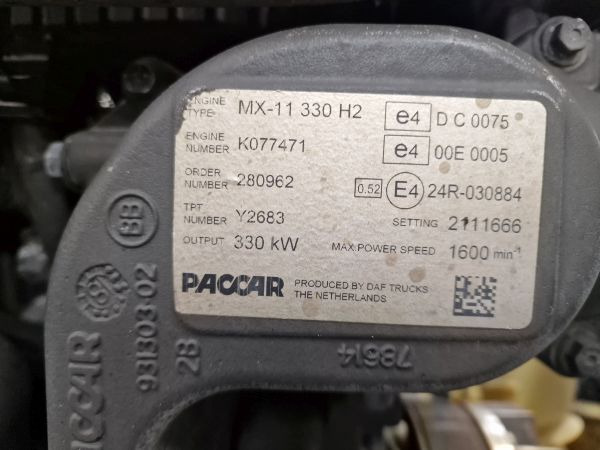 ENGINE TYPE MX-11 330 H2 e4 D C 0075
ENGINE NUMBER K077471 e4 00E 0005
ORDER NUMBER 280962 0.52 E4 24R-030884
TPT NUMBER Y2683 SETTING 2111666
OUTPUT 330 kW MAX.POWER SPEED 1600 min-1
PACCAR PRODUCED BY DAF TRUCKS
THE NETHERLANDS
BB
PACCAR
931303-02
2B
78614